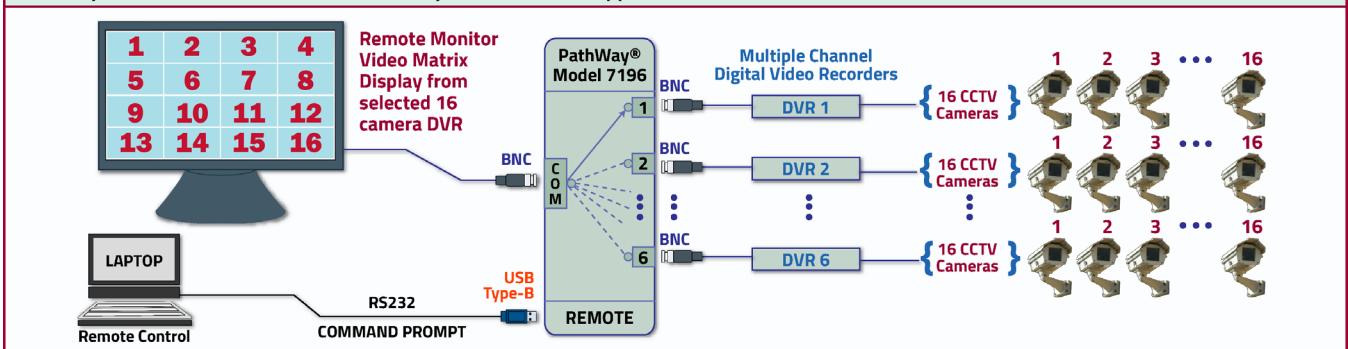 1 2 3 4
5 6 7 8
9 10 11 12
13 14 15 16
Remote Monitor
Video Matrix
Display from
selected 16
camera DVR
BNC
LAPTOP
Remote Control
RS232
COMMAND PROMPT
USB
Type-B
PathWay®
Model 7196
COM
1
2
6
REMOTE
Multiple Channel
Digital Video Recorders
BNC
DVR 1
16 CCTV
Cameras
1 2 3 16
BNC
DVR 2
16 CCTV
Cameras
1 2 3 16
BNC
DVR 6
16 CCTV
Cameras
1 2 3 16